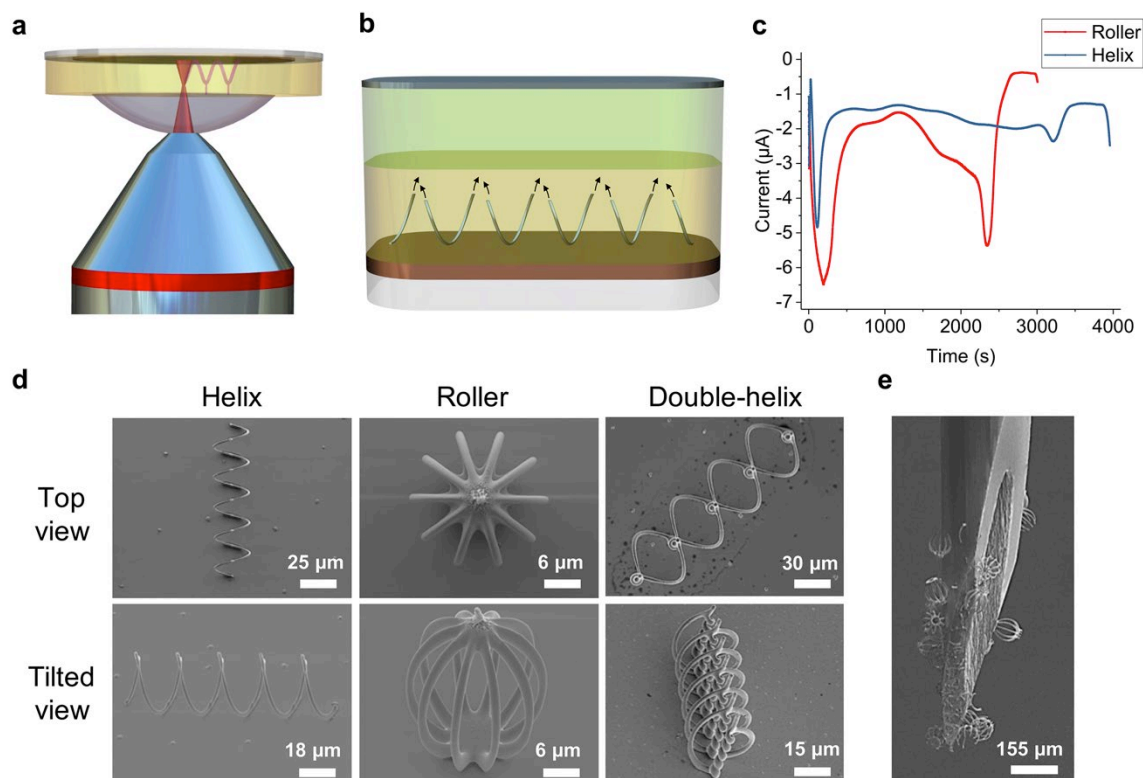 a
b
c
Roller
Helix
0
-1
-2
-3
-4
-5
-6
-7
Current (µA)
0 1000 2000 3000 4000
Time (s)
d
Helix Roller Double-helix
e
Top
view
25 µm
6 µm
30 µm
Tilted
view
18 µm
6 µm
15 µm
155 µm